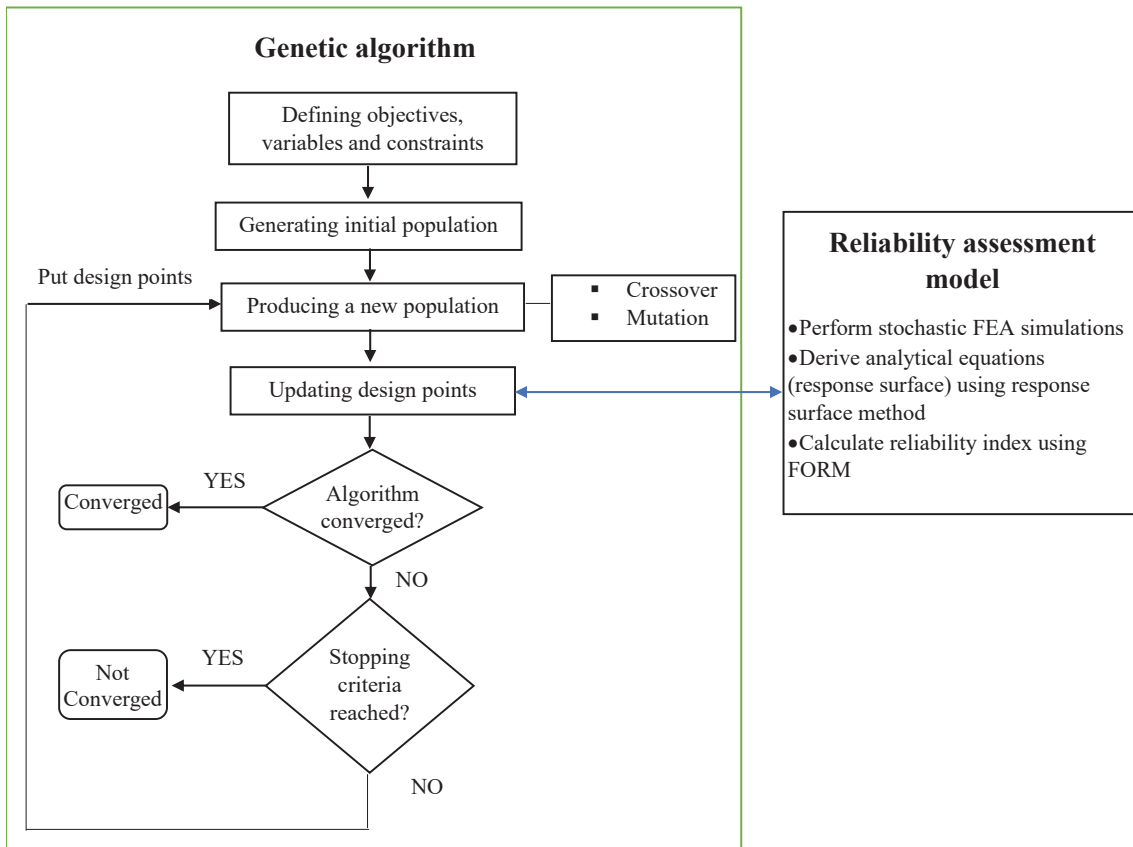 Genetic algorithm
Defining objectives,
variables and constraints
Generating initial population
Put design points
Producing a new population
▪ Crossover
▪ Mutation
Updating design points
YES
Converged
Algorithm
converged?
NO
YES
Not
Converged
Stopping
criteria
reached?
NO
Reliability assessment
model
•Perform stochastic FEA simulations
•Derive analytical equations
(response surface) using response
surface method
•Calculate reliability index using
FORM